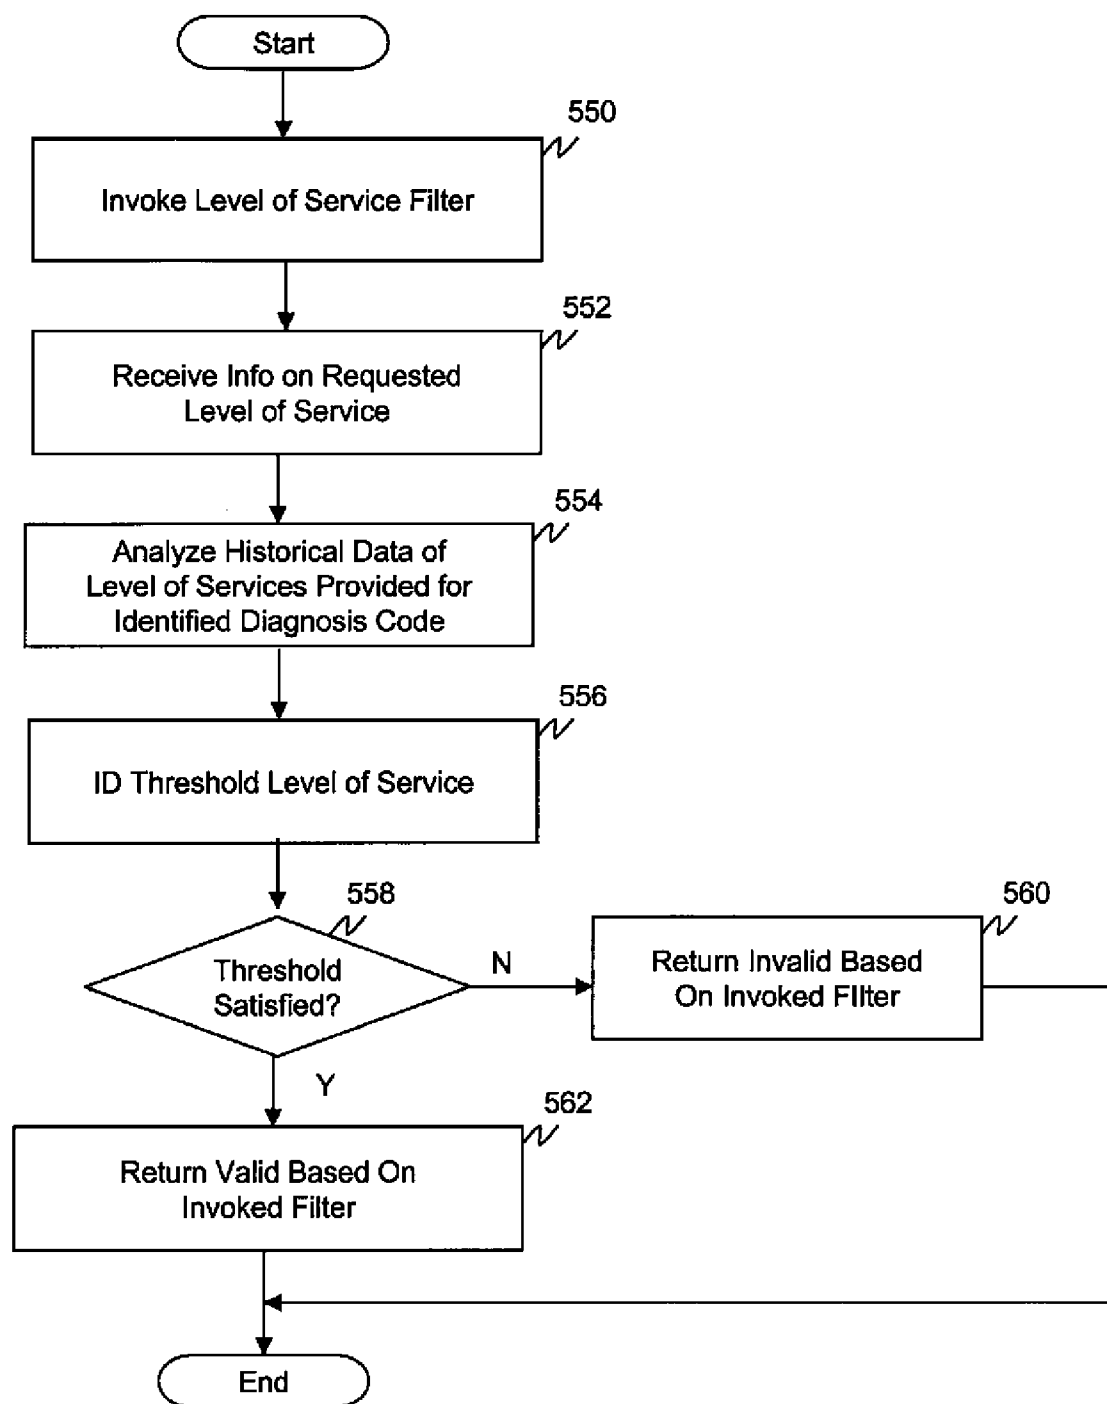 Start
550
Invoke Level of Service Filter
552
Receive Info on Requested
Level of Service
554
Analyze Historical Data of
Level of Services Provided for
Identified Diagnosis Code
556
ID Threshold Level of Service
558
Threshold
Satisfied?
N
560
Return Invalid Based
On Invoked Filter
Y
562
Return Valid Based On
Invoked Filter
End